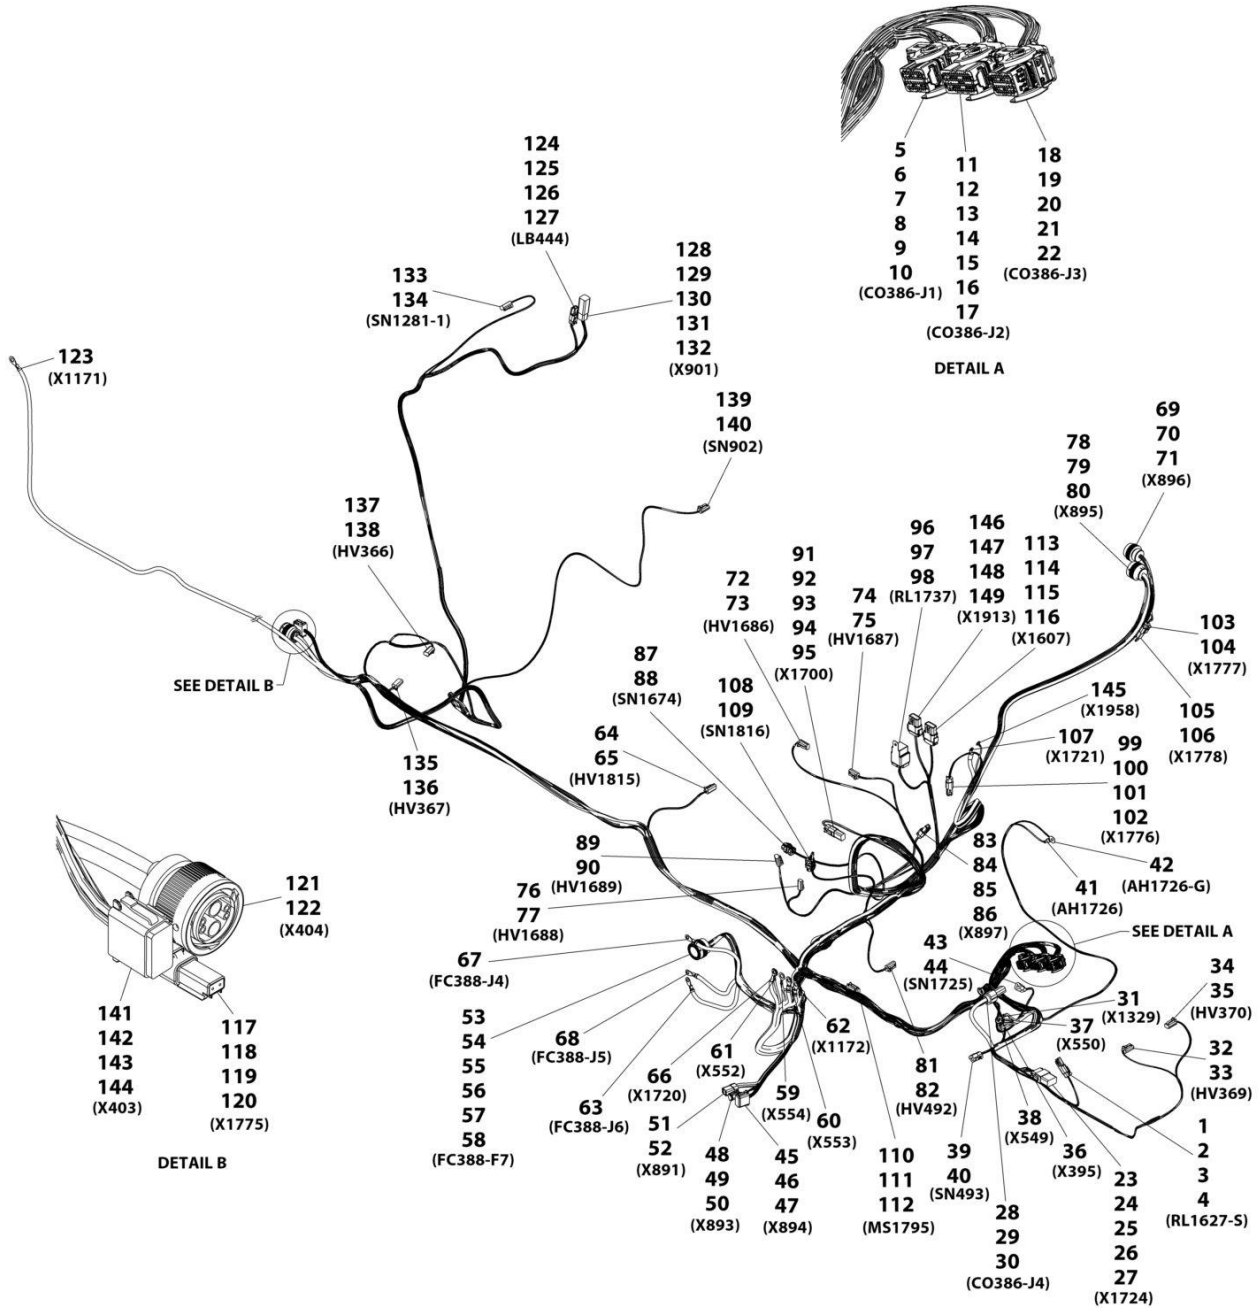 5
6
7
8
9
10
(CO386-J1)
11
12
13
14
15
16
17
(CO386-J2)
18
19
20
21
22
(CO386-J3)
DETAIL A
124
125
126
127
(LB444)
128
129
130
131
132
(X901)
133
134
(SN1281-1)
123
(X1171)
139
140
(SN902)
69
70
71
(X896)
78
79
80
(X895)
137
138
(HV366)
72
73
(HV1686)
91
92
93
94
95
(X1700)
74
75
(HV1687)
96
97
98
(RL1737)
146
147
148
149
(X1913)
113
114
115
116
(X1607)
103
104
(X1777)
105
106
(X1778)
SEE DETAIL B
87
88
(SN1674)
108
109
(SN1816)
145
(X1958)
107
(X1721)
99
100
101
102
(X1776)
64
65
(HV1815)
135
136
(HV367)
89
90
(HV1689)
76
77
(HV1688)
83
84
85
86
(X897)
42
(AH1726-G)
41
(AH1726)
SEE DETAIL A
121
122
(X404)
141
142
143
144
(X403)
117
118
119
120
(X1775)
DETAIL B
67
(FC388-J4)
53
54
55
56
57
58
(FC388-F7)
68
(FC388-J5)
63
(FC388-J6)
66
(X1720)
61
(X552)
59
(X554)
62
(X1172)
60
(X553)
43
44
(SN1725)
81
82
(HV492)
34
35
(HV370)
31
(X1329)
37
(X550)
32
33
(HV369)
38
(X549)
36
(X395)
51
52
(X891)
48
49
50
(X893)
45
46
47
(X894)
110
111
112
(MS1795)
39
40
(SN493)
28
29
30
(CO386-J4)
23
24
25
26
27
(X1724)
1
2
3
4
(RL1627-S)